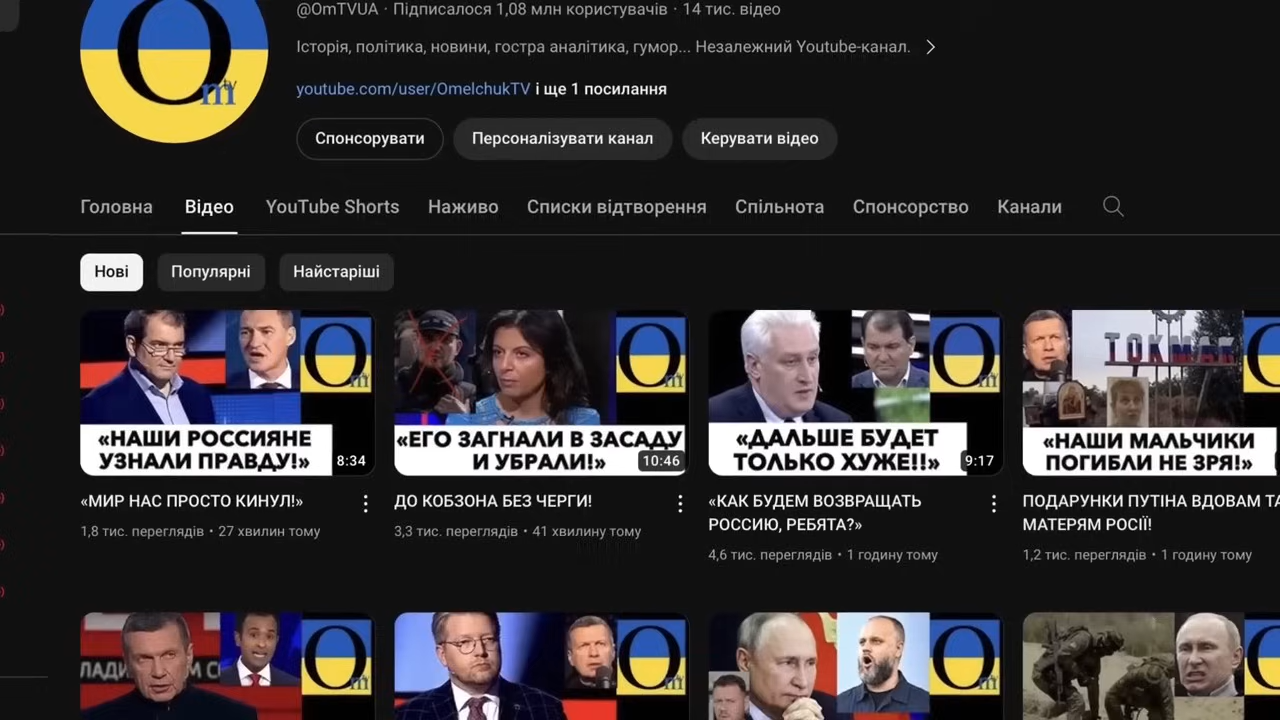 @OmTVUA · Підписалося 1,08 млн користувачів · 14 тис. відео
Om
tv
Історія, політика, новини, гостра аналітика, гумор... Незалежний Youtube-канал.
youtube.com/user/OmelchukTV і ще 1 посилання
Спонсорувати Персоналізувати канал Керувати відео
Головна Відео YouTube Shorts Наживо Списки відтворення Спільнота Спонсорство Канали
Нові Популярні Найстаріші
«НАШИ РОССИЯНЕ
УЗНАЛИ ПРАВДУ!»
8:34
«МИР НАС ПРОСТО КИНУЛ!»
1,8 тис. переглядів • 27 хвилин тому
«ЕГО ЗАГНАЛИ В ЗАСАДУ
И УБРАЛИ!»
10:46
ДО КОБЗОНА БЕЗ ЧЕРГИ!
3,3 тис. переглядів • 41 хвилину тому
«ДАЛЬШЕ БУДЕТ
ТОЛЬКО ХУЖЕ!!»
9:17
«КАК БУДЕМ ВОЗВРАЩАТЬ
РОССИЮ, РЕБЯТА?»
4,6 тис. переглядів • 1 годину тому
ТОКМАК
«НАШИ МАЛЬЧИКИ
ПОГИБЛИ НЕ ЗРЯ!»
ПОДАРУНКИ ПУТІНА ВДОВАМ ТА
МАТЕРЯМ РОСІЇ!
1,2 тис. переглядів • 1 годину тому